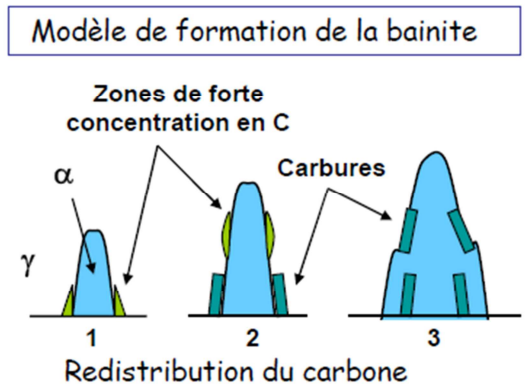 Modèle de formation de la bainite
Zones de forte
concentration en C
Carbures
α
γ
1
2
3
Redistribution du carbone